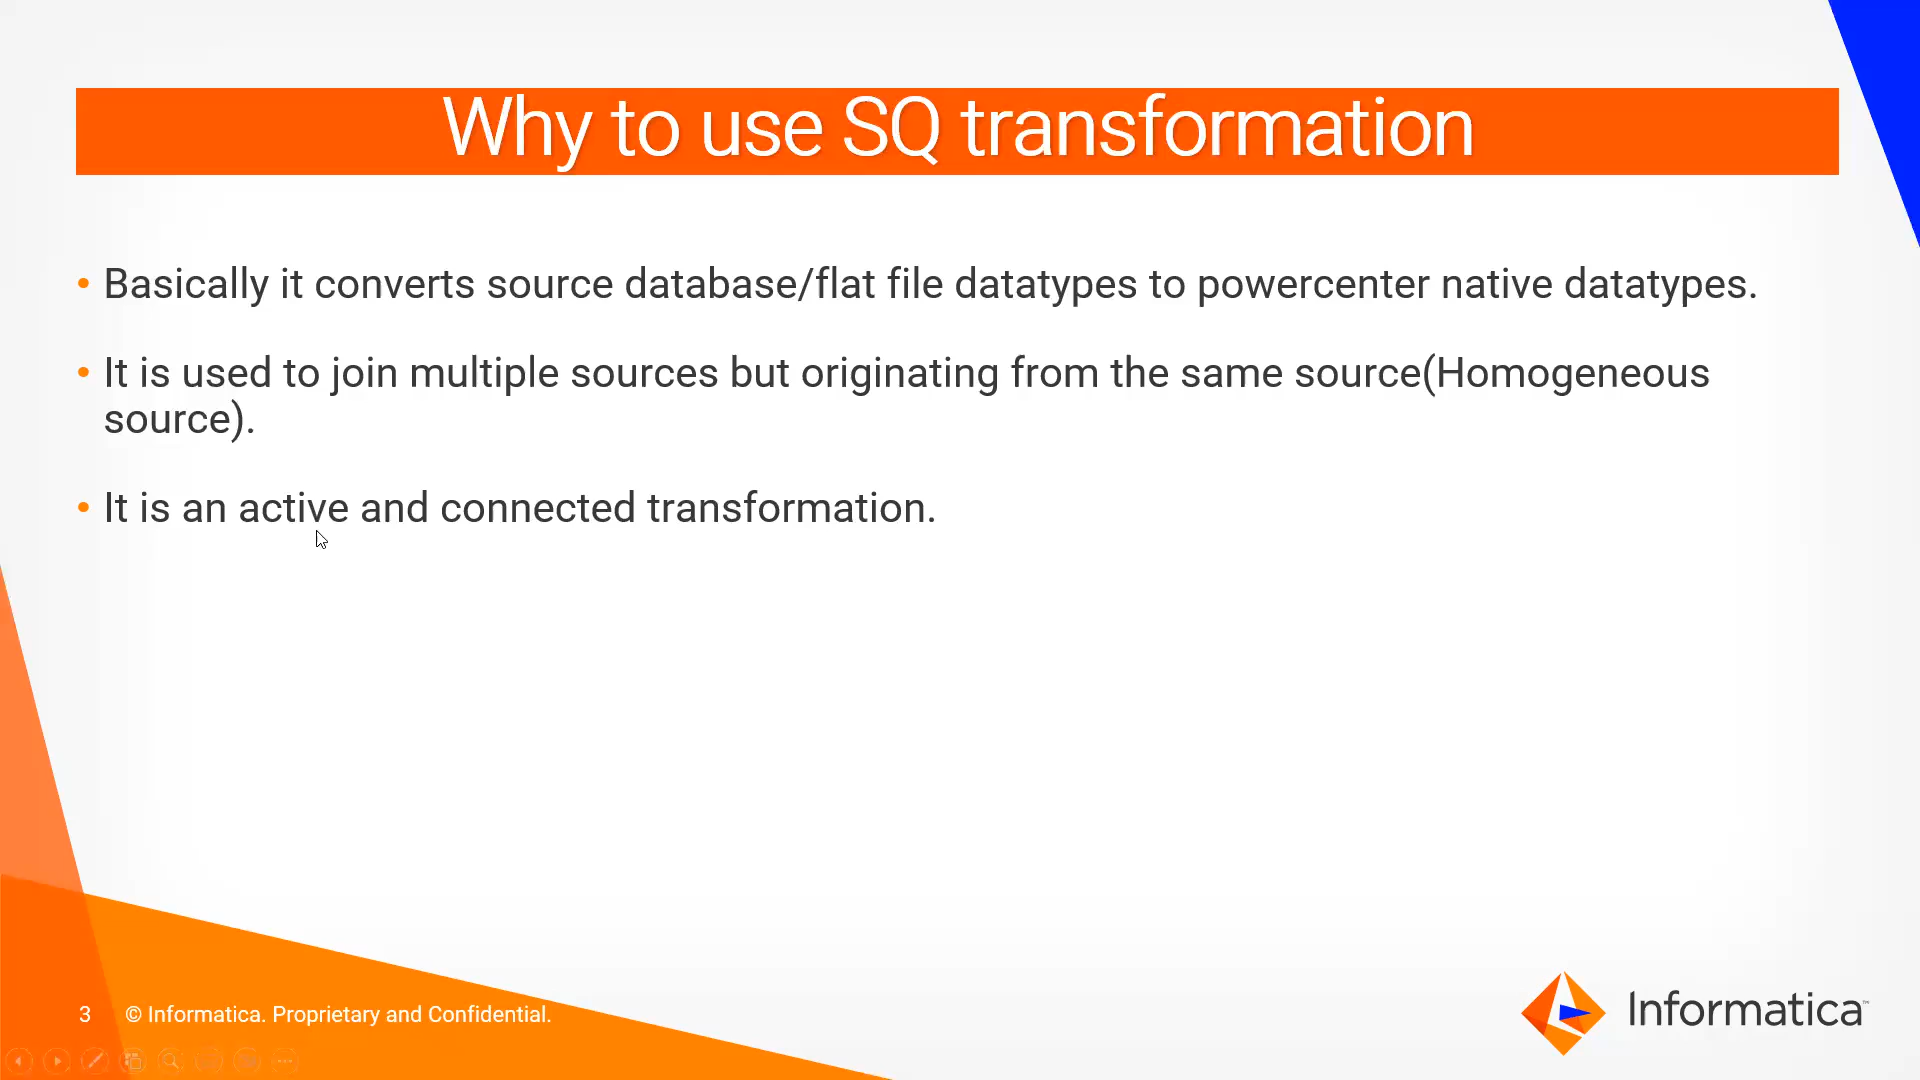 Why to use SQ transformation
• Basically it converts source database/flat file datatypes to powercenter native datatypes.
• It is used to join multiple sources but originating from the same source(Homogeneous
source).
• It is an active and connected transformation.
3 © Informatica. Proprietary and Confidential.
Informatica™